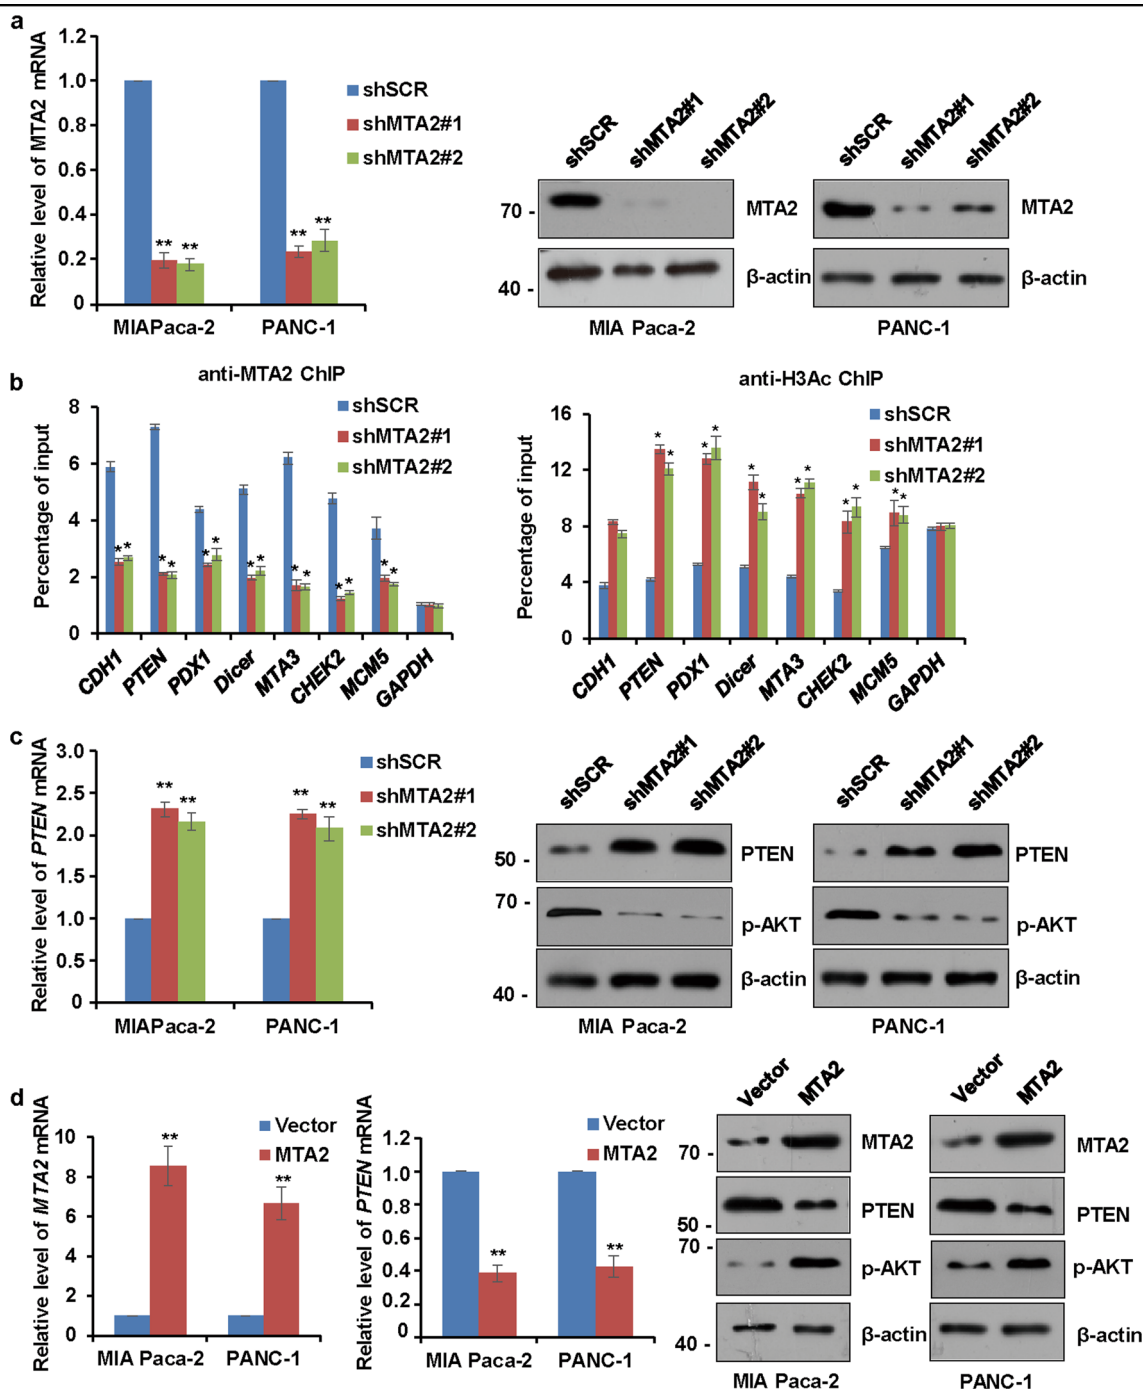 a
Relative level of MTA2 mRNA
1.2
1.0
0.8
0.6
0.4
0.2
0
** ** ** **
MIAPaca-2 PANC-1
shSCR
shMTA2#1
shMTA2#2
shSCR shMTA2#1 shMTA2#2
70 - MTA2
40 - β-actin
MIA Paca-2
shSCR shMTA2#1 shMTA2#2
MTA2
β-actin
PANC-1
b
anti-MTA2 ChIP
Percentage of input
8
6
4
2
0
shSCR
shMTA2#1
shMTA2#2
* * * * * * * * * * * * * *
CDH1 PTEN PDX1 Dicer MTA3 CHEK2 MCM5 GAPDH
anti-H3Ac ChIP
Percentage of input
16
12
8
4
0
shSCR
shMTA2#1
shMTA2#2
* * * * * * * * * * * *
CDH1 PTEN PDX1 Dicer MTA3 CHEK2 MCM5 GAPDH
c
Relative level of PTEN mRNA
3.0
2.5
2.0
1.5
1.0
0.5
0
** ** ** **
MIAPaca-2 PANC-1
shSCR
shMTA2#1
shMTA2#2
shSCR shMTA2#1 shMTA2#2
50 - PTEN
70 -
p-AKT
β-actin
40 -
MIA Paca-2
shSCR shMTA2#1 shMTA2#2
PTEN
p-AKT
β-actin
PANC-1
d
Relative level of MTA2 mRNA
10
8
6
4
2
0
Vector
MTA2
** **
MIA Paca-2 PANC-1
Relative level of PTEN mRNA
1.2
1.0
0.8
0.6
0.4
0.2
0
Vector
MTA2
** **
MIA Paca-2 PANC-1
Vector MTA2
MTA2
70 -
PTEN
50 -
70 -
p-AKT
β-actin
40 -
MIA Paca-2
Vector MTA2
MTA2
PTEN
p-AKT
β-actin
PANC-1